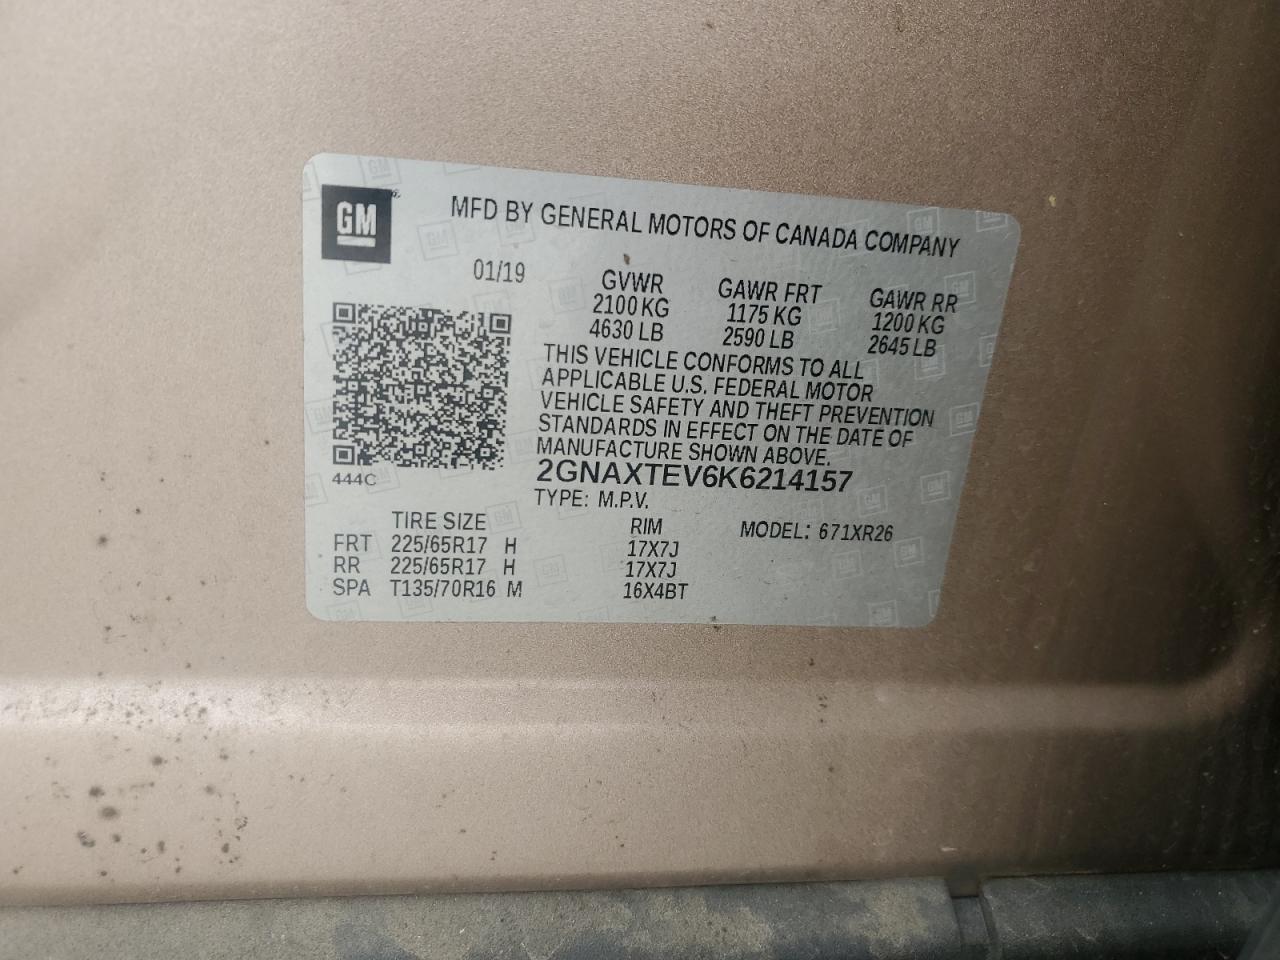 GM
MFD BY GENERAL MOTORS OF CANADA COMPANY
01/19
GVWR GAWR FRT GAWR RR
2100 KG 1175 KG 1200 KG
4630 LB 2590 LB 2645 LB
THIS VEHICLE CONFORMS TO ALL
APPLICABLE U.S. FEDERAL MOTOR
VEHICLE SAFETY AND THEFT PREVENTION
STANDARDS IN EFFECT ON THE DATE OF
MANUFACTURE SHOWN ABOVE.
444C
2GNAXTEV6K6214157
TYPE: M.P.V.
TIRE SIZE RIM MODEL: 671XR26
FRT 225/65R17 H 17X7J
RR 225/65R17 H 17X7J
SPA T135/70R16 M 16X4BT